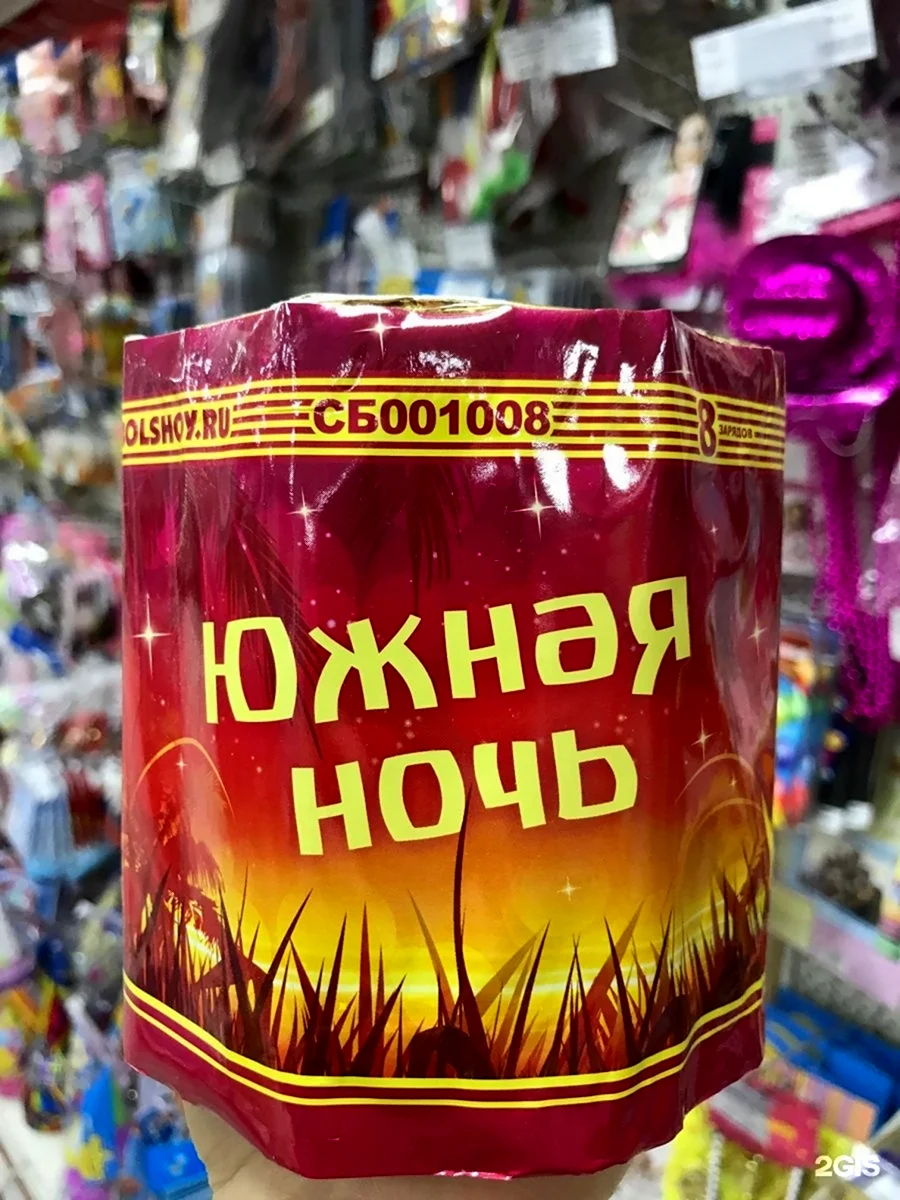 OLSHOY.RU
СБ001008
8 ЗАРЯДОВ
ЮЖНАЯ
НОЧЬ
2GIS